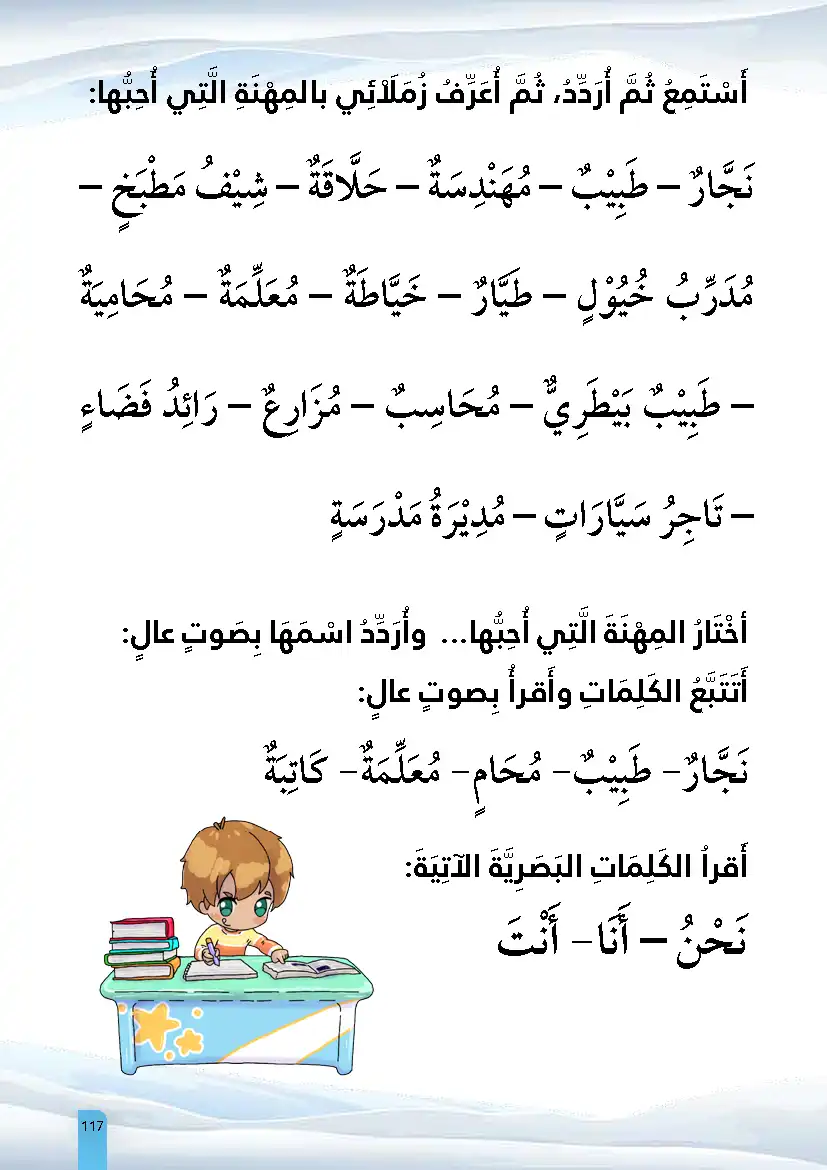 أَسْتَمِعُ ثُمَّ أُرَدِّدُ، ثُمَّ أُعَرِّفُ زُمَلَائِي بالمِهْنَةِ الَّتِي أُحِبُّها:
نَجَّارٌ – طَبِيْبٌ – مُهَنْدِسَةٌ – حَلَّاقَةٌ – شِيْفُ مَطْبَخٍ –
مُدَرِّبُ خُيُوْلٍ – طَيَّارٌ – خَيَّاطَةٌ – مُعَلِّمَةٌ – مُحَامِيَةٌ
– طَبِيْبٌ بَيْطَرِيٌّ – مُحَاسِبٌ – مُزَارِعٌ – رَائِدُ فَضَاءٍ
– تَاجِرُ سَيَّارَاتٍ – مُدِيْرَةُ مَدْرَسَةٍ
أخْتَارُ المِهْنَةَ الَّتِي أُحِبُّها... وأُرَدِّدُ اسْمَهَا بِصَوتٍ عالٍ:
أَتَتَبَّعُ الكَلِمَاتِ وأَقرأُ بِصوتٍ عالٍ:
نَجَّارٌ- طَبِيْبٌ- مُحَامٍ- مُعَلِّمَةٌ- كَاتِبَةٌ
أَقرأُ الكَلِمَاتِ البَصَرِيَّةَ الآتِيَةَ:
نَحْنُ – أَنَا- أَنْتَ
117